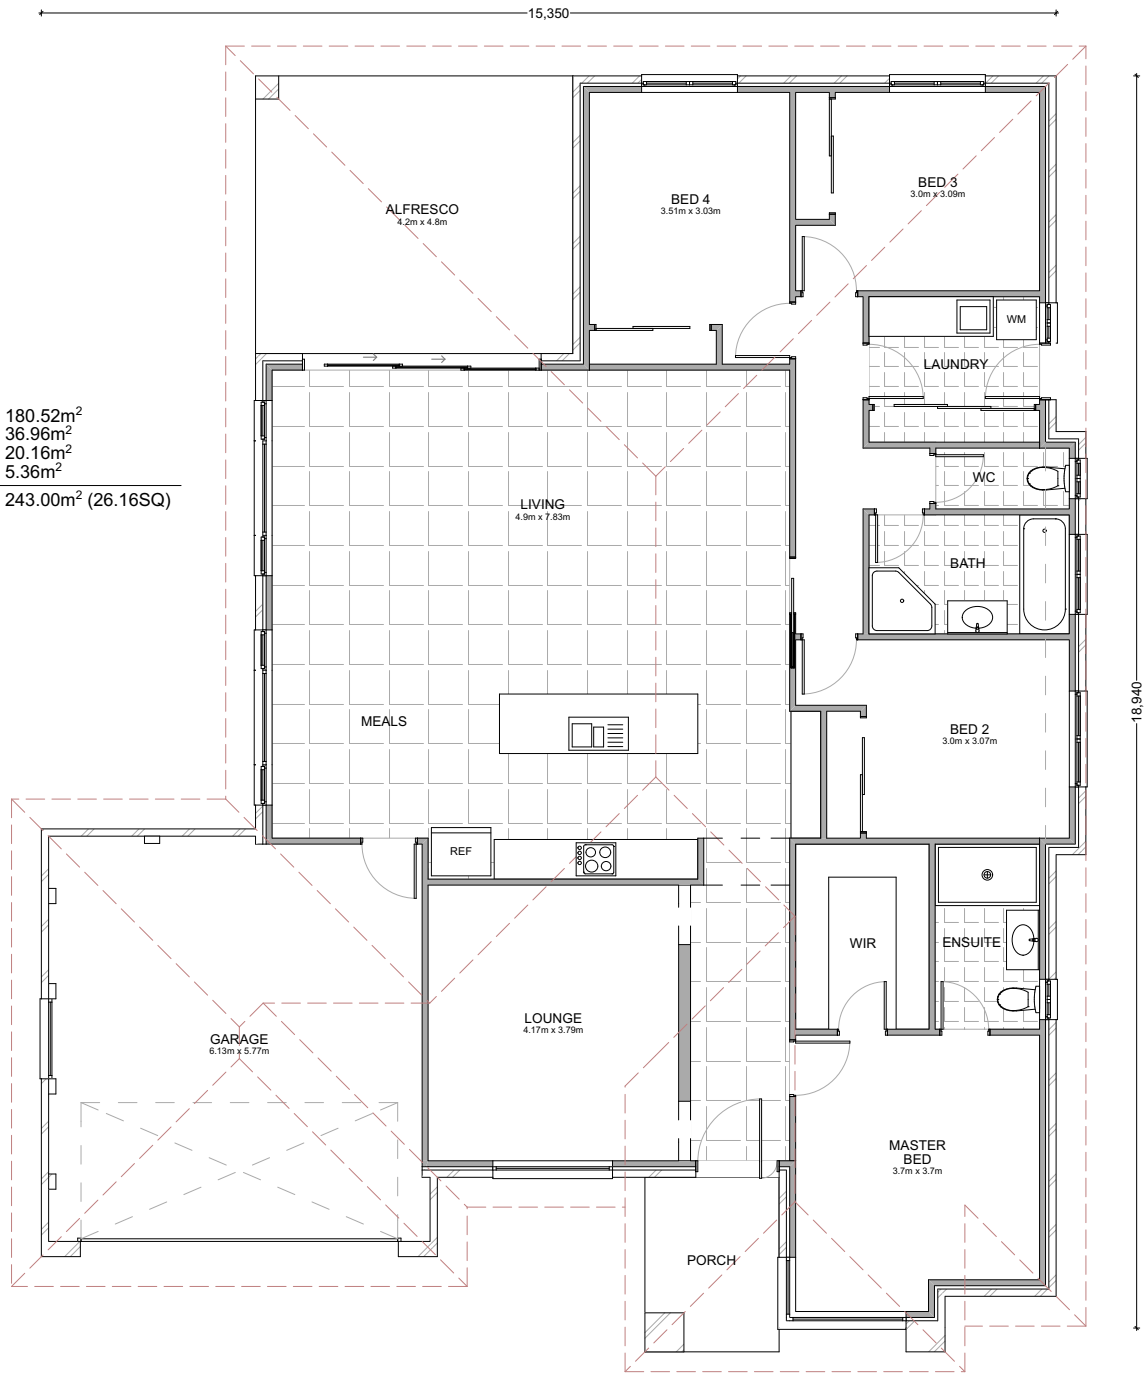 15,350
ALFRESCO
4.2m x 4.8m
BED 4
3.51m x 3.03m
BED 3
3.0m x 3.09m
WM
LAUNDRY
180.52m²
36.96m²
20.16m²
5.36m²
243.00m² (26.16SQ)
LIVING
4.9m x 7.83m
WC
BATH
18,940
MEALS
BED 2
3.0m x 3.07m
REF
WIR
ENSUITE
LOUNGE
4.17m x 3.79m
GARAGE
6.13m x 5.77m
MASTER
BED
3.7m x 3.7m
PORCH